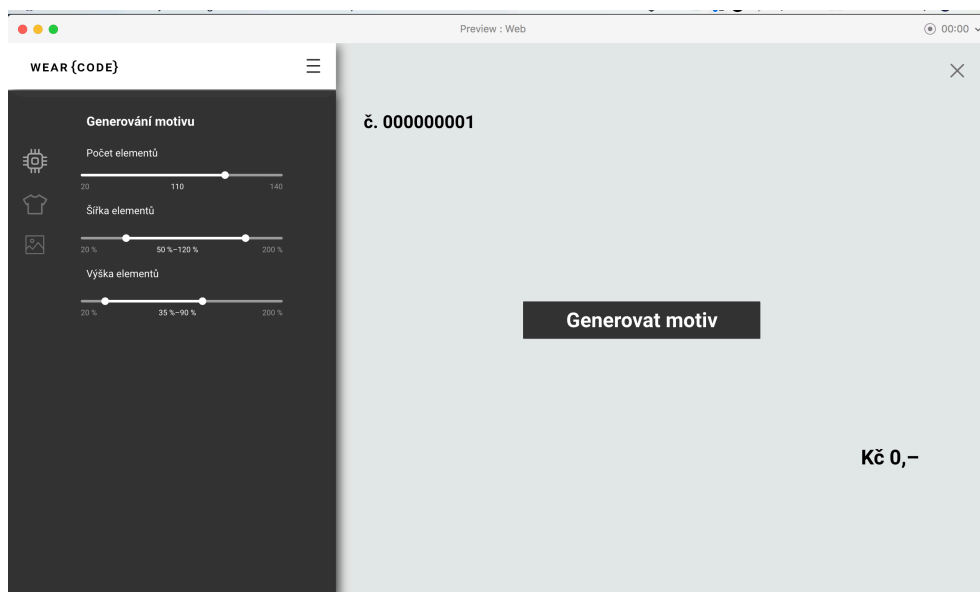 Preview : Web
00:00
WEAR{CODE}
Generování motivu
Počet elementů
20 110 140
Šířka elementů
20 % 50 %–120 % 200 %
Výška elementů
20 % 35 %–90 % 200 %
č. 000000001
Generovat motiv
Kč 0,–